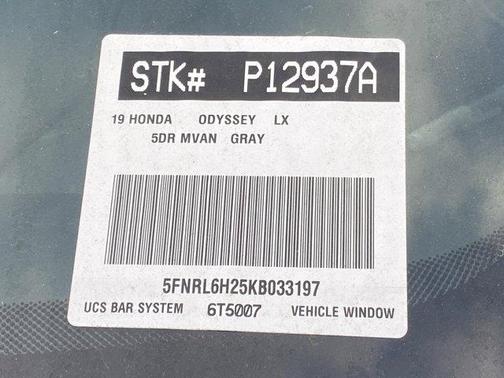 STK# P12937A
19 HONDA ODYSSEY LX
5DR MVAN GRAY
5FNRL6H25KB033197
UCS BAR SYSTEM 6T5007 VEHICLE WINDOW